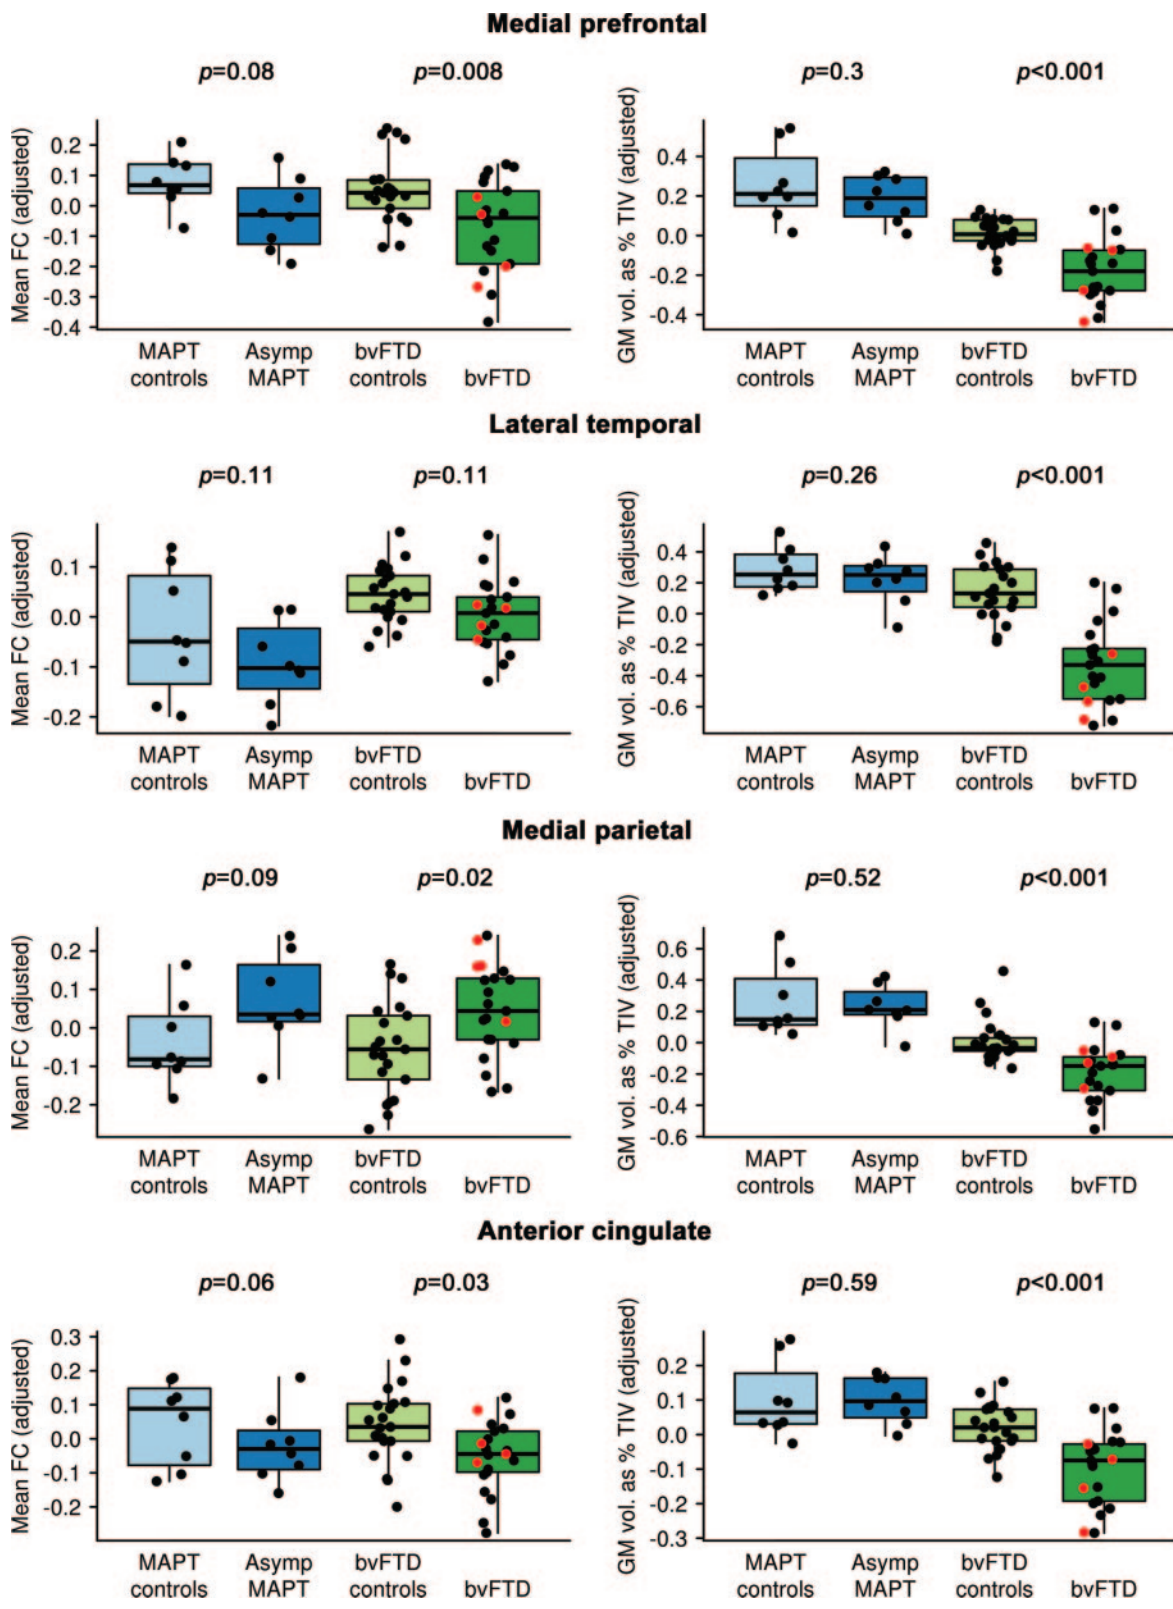 Medial prefrontal
p=0.08 p=0.008 p=0.3 p<0.001
Mean FC (adjusted)
0.2
0.1
0.0
-0.1
-0.2
-0.3
-0.4
MAPT controls
Asymp MAPT
bvFTD controls
bvFTD
GM vol. as % TIV (adjusted)
0.4
0.2
0.0
-0.2
-0.4
MAPT controls
Asymp MAPT
bvFTD controls
bvFTD
Lateral temporal
p=0.11 p=0.11 p=0.26 p<0.001
Mean FC (adjusted)
0.1
0.0
-0.1
-0.2
MAPT controls
Asymp MAPT
bvFTD controls
bvFTD
GM vol. as % TIV (adjusted)
0.4
0.2
0.0
-0.2
-0.4
-0.6
MAPT controls
Asymp MAPT
bvFTD controls
bvFTD
Medial parietal
p=0.09 p=0.02 p=0.52 p<0.001
Mean FC (adjusted)
0.2
0.1
0.0
-0.1
-0.2
MAPT controls
Asymp MAPT
bvFTD controls
bvFTD
GM vol. as % TIV (adjusted)
0.6
0.4
0.2
0.0
-0.2
-0.4
-0.6
MAPT controls
Asymp MAPT
bvFTD controls
bvFTD
Anterior cingulate
p=0.06 p=0.03 p=0.59 p<0.001
Mean FC (adjusted)
0.3
0.2
0.1
0.0
-0.1
-0.2
MAPT controls
Asymp MAPT
bvFTD controls
bvFTD
GM vol. as % TIV (adjusted)
0.2
0.1
0.0
-0.1
-0.2
-0.3
MAPT controls
Asymp MAPT
bvFTD controls
bvFTD